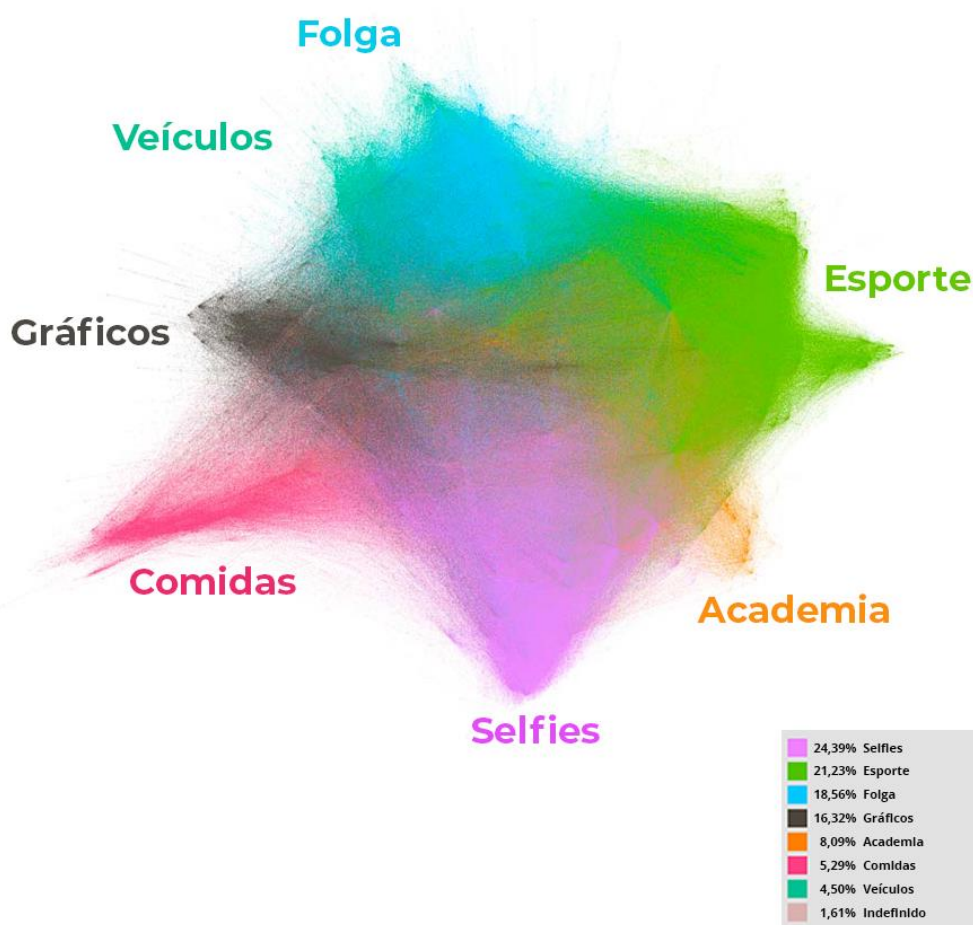 Folga
Veículos
Esporte
Gráficos
Comidas
Academia
Selfies
24,39% Selfies
21,23% Esporte
18,56% Folga
16,32% Gráficos
8,09% Academia
5,29% Comidas
4,50% Veículos
1,61% Indefinido